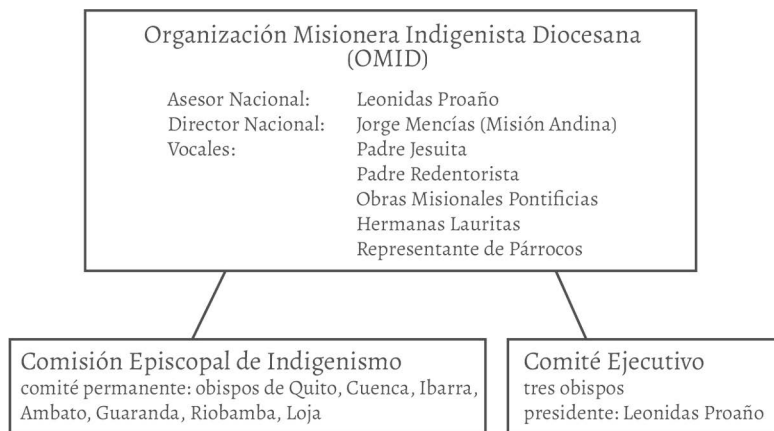 Organización Misionera Indigenista Diocesana
(OMID)
Asesor Nacional: Leonidas Proaño
Director Nacional: Jorge Mencías (Misión Andina)
Vocales: Padre Jesuita
Padre Redentorista
Obras Misionales Pontificias
Hermanas Lauritas
Representante de Párrocos
Comisión Episcopal de Indigenismo
comité permanente: obispos de Quito, Cuenca, Ibarra,
Ambato, Guaranda, Riobamba, Loja
Comité Ejecutivo
tres obispos
presidente: Leonidas Proaño